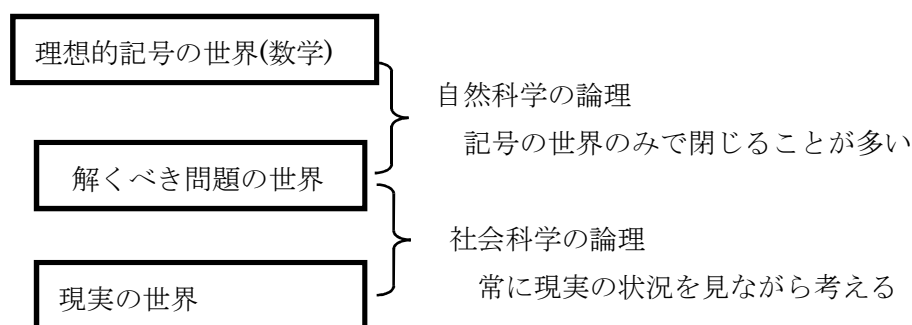 理想的記号の世界(数学)
自然科学の論理
記号の世界のみで閉じることが多い
解くべき問題の世界
社会科学の論理
常に現実の状況を見ながら考える
現実の世界